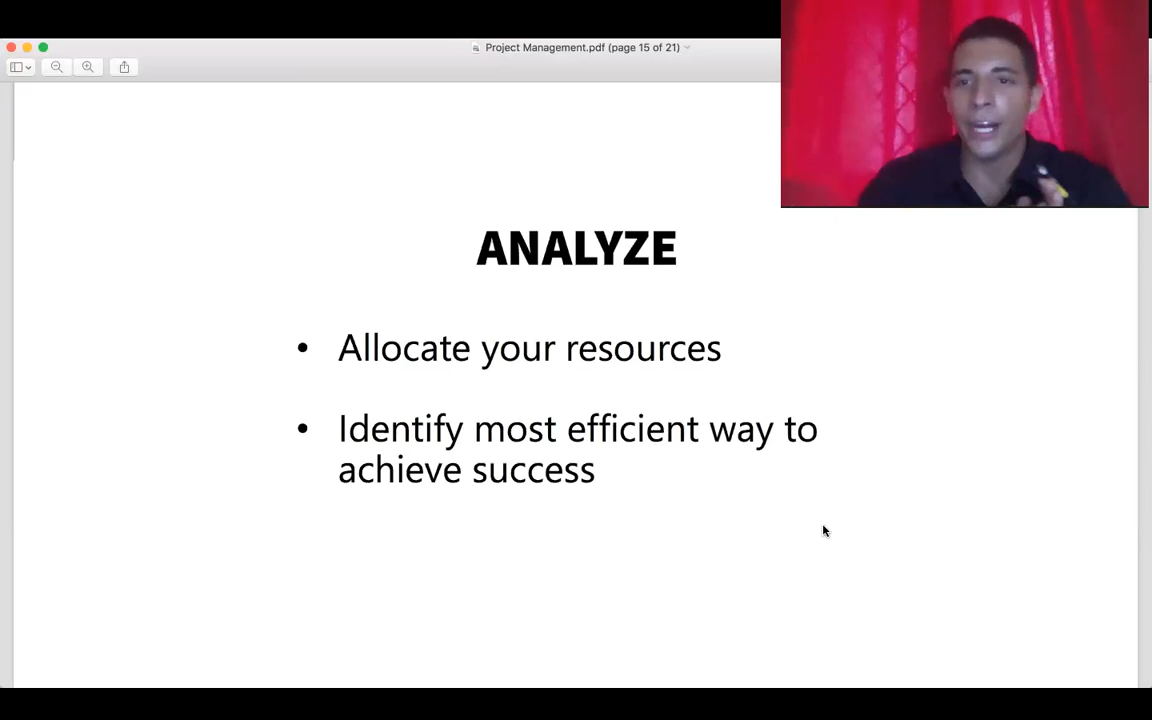 Project Management.pdf (page 15 of 21)
ANALYZE
• Allocate your resources
• Identify most efficient way to
achieve success